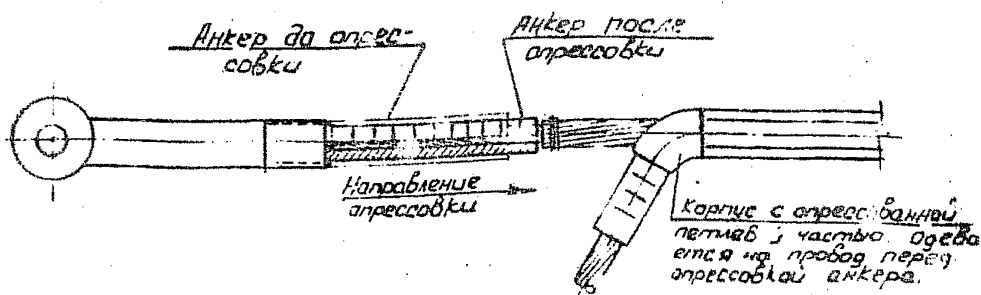 Анкер до опрес-
совки
Анкер после
опрессовки
Направление
опрессовки
Корпус с опрессованной
петлевой частью одева
ется на провод перед
опрессовкой анкера.